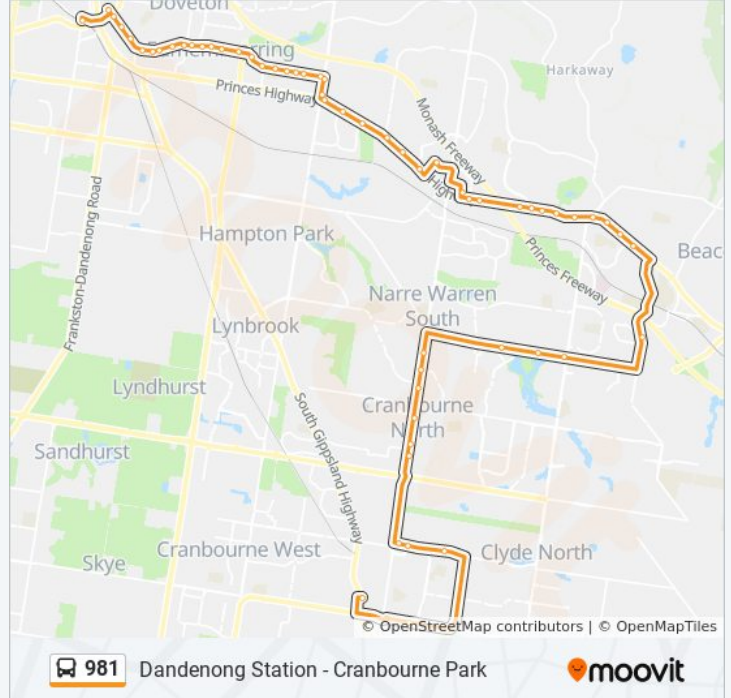 Doveton
Harkaway
Princes Highway
Monash Freeway
High
Frankston-Dandenong Road
Hampton Park
Beac
Princes Freeway
Narre Warren
South
Lynbrook
Lyndhurst
South Gippsland Highway
Cranbourne
North
Sandhurst
Cranbourne West
Clyde North
Skye
© OpenStreetMap contributors | © OpenMapTiles
981 Dandenong Station - Cranbourne Park
moovit